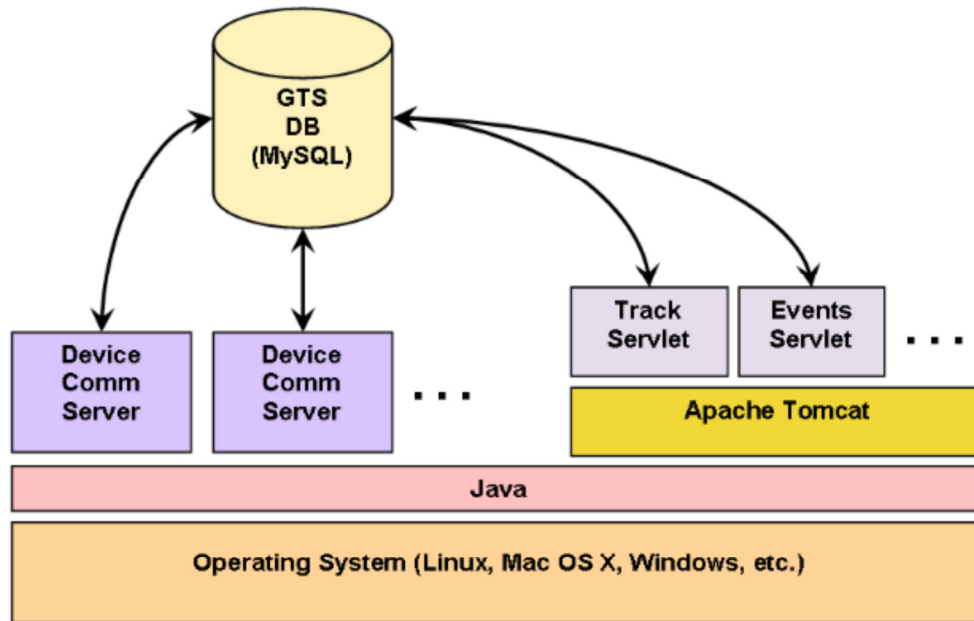 GTS
DB
(MySQL)
Track
Servlet
Events
Servlet
. . .
Device
Comm
Server
Device
Comm
Server
. . .
Apache Tomcat
Java
Operating System (Linux, Mac OS X, Windows, etc.)